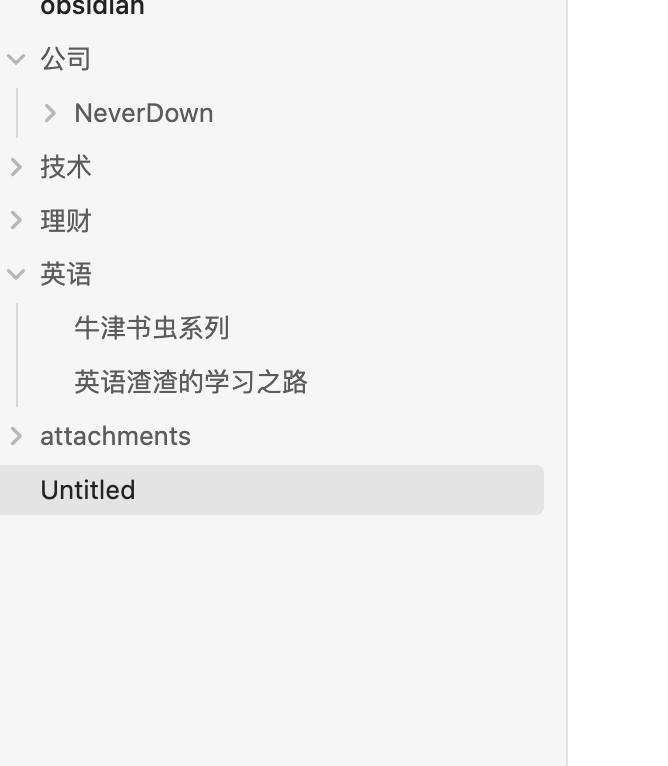 obsidian
公司
NeverDown
技术
理财
英语
牛津书虫系列
英语渣渣的学习之路
attachments
Untitled